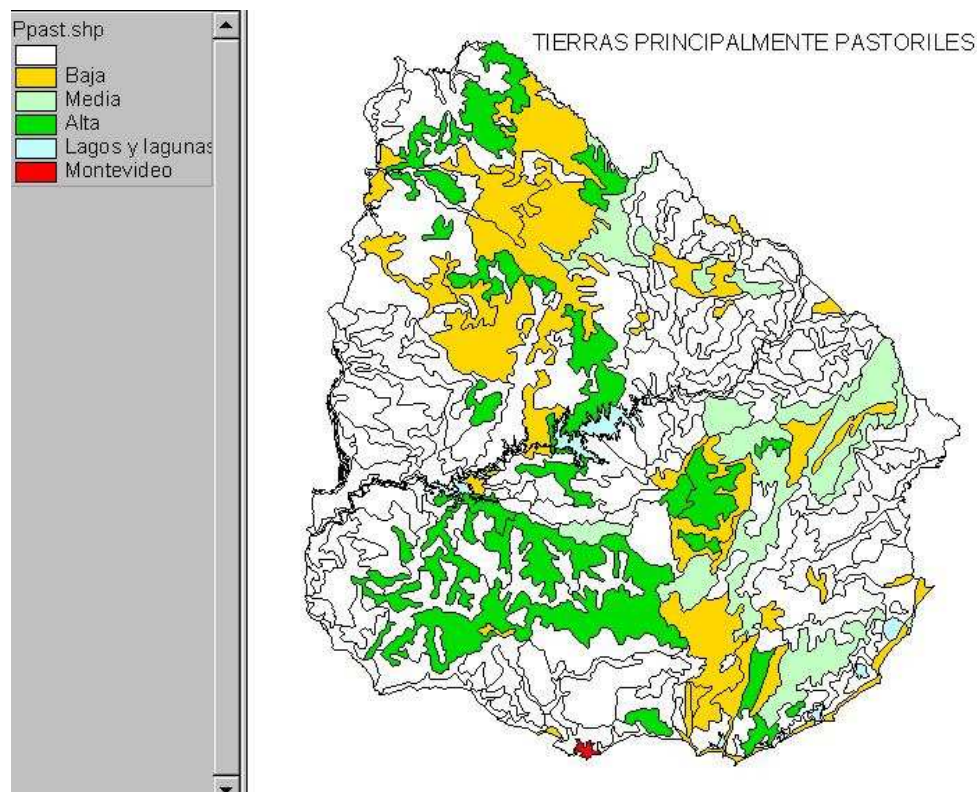 Ppast.shp
Baja
Media
Alta
Lagos y lagunas
Montevideo
TIERRAS PRINCIPALMENTE PASTORILES